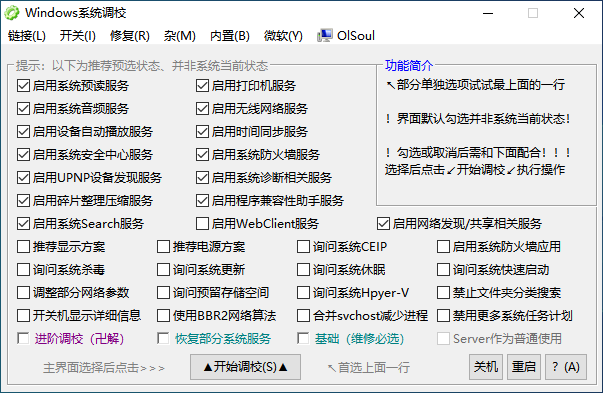 Windows系统调校
链接(L) 开关(I) 修复(R) 杂(M) 内置(B) 微软(Y) OlSoul
提示：以下为推荐预选状态、并非系统当前状态
功能简介
启用系统预读服务 启用打印机服务
↖部分单独选项试试最上面的一行
启用系统音频服务 启用无线网络服务
！界面默认勾选并非系统当前状态！
启用设备自动播放服务 启用时间同步服务
启用系统安全中心服务 启用系统防火墙服务
！勾选或取消后需和下面配合！！！
启用UPNP设备发现服务 启用系统诊断相关服务
选择后点击↙开始调校↙执行操作
启用碎片整理压缩服务 启用程序兼容性助手服务
启用系统Search服务 启用WebClient服务 启用网络发现/共享相关服务
推荐显示方案 推荐电源方案 询问系统CEIP 启用系统防火墙应用
询问系统杀毒 询问系统更新 询问系统休眠 询问系统快速启动
调整部分网络参数 询问预留存储空间 询问系统Hpyer-V 禁止文件夹分类搜索
开关机显示详细信息 使用BBR2网络算法 合并svchost减少进程 禁用更多系统任务计划
进阶调校（卍解） 恢复部分系统服务 基础（维修必选） Server作为普通使用
主界面选择后点击>>> ▲开始调校(S)▲ ↖首选上面一行 关机 重启 ？(A)